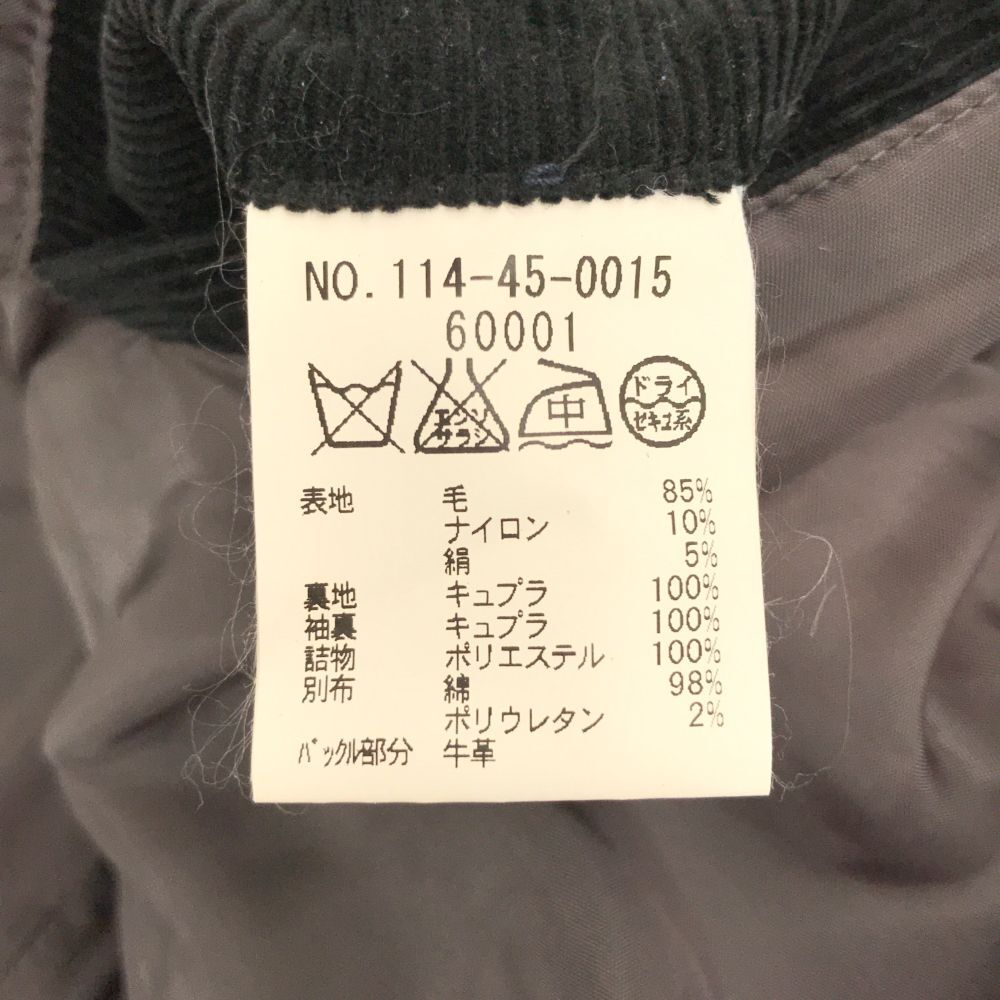 NO.114-45-0015
60001
エンソ
サラシ
中
ドライ
セキユ系
表地 毛 85%
ナイロン 10%
絹 5%
裏地 キュプラ 100%
袖裏 キュプラ 100%
詰物 ポリエステル 100%
別布 綿 98%
ポリウレタン 2%
バックル部分 牛革